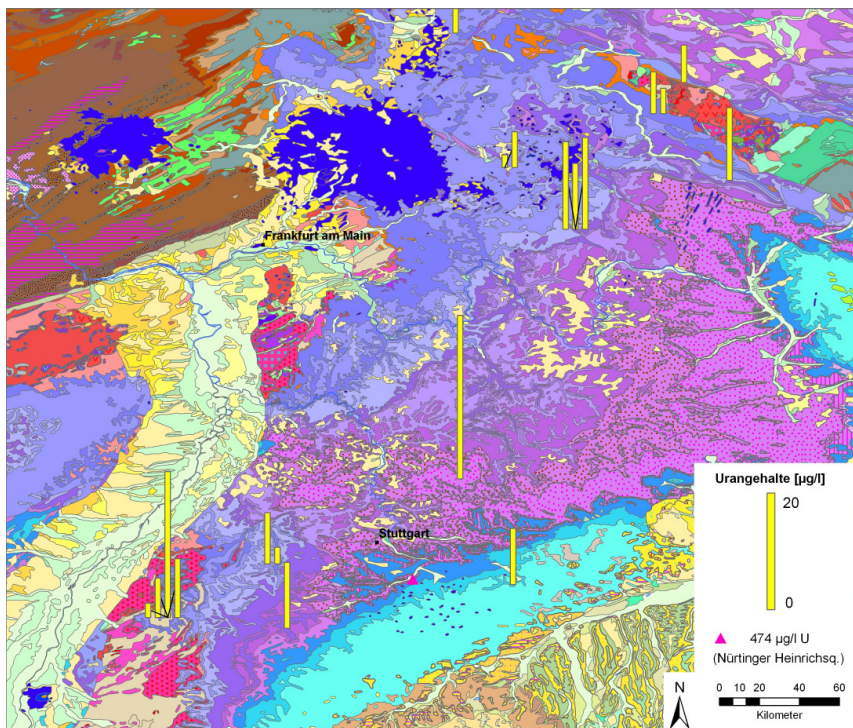 Frankfurt am Main
Stuttgart
Urangehalte [µg/l]
20
0
474 µg/l U
(Nürtinger Heinrichsq.)
N
0 10 20 40 60
Kilometer